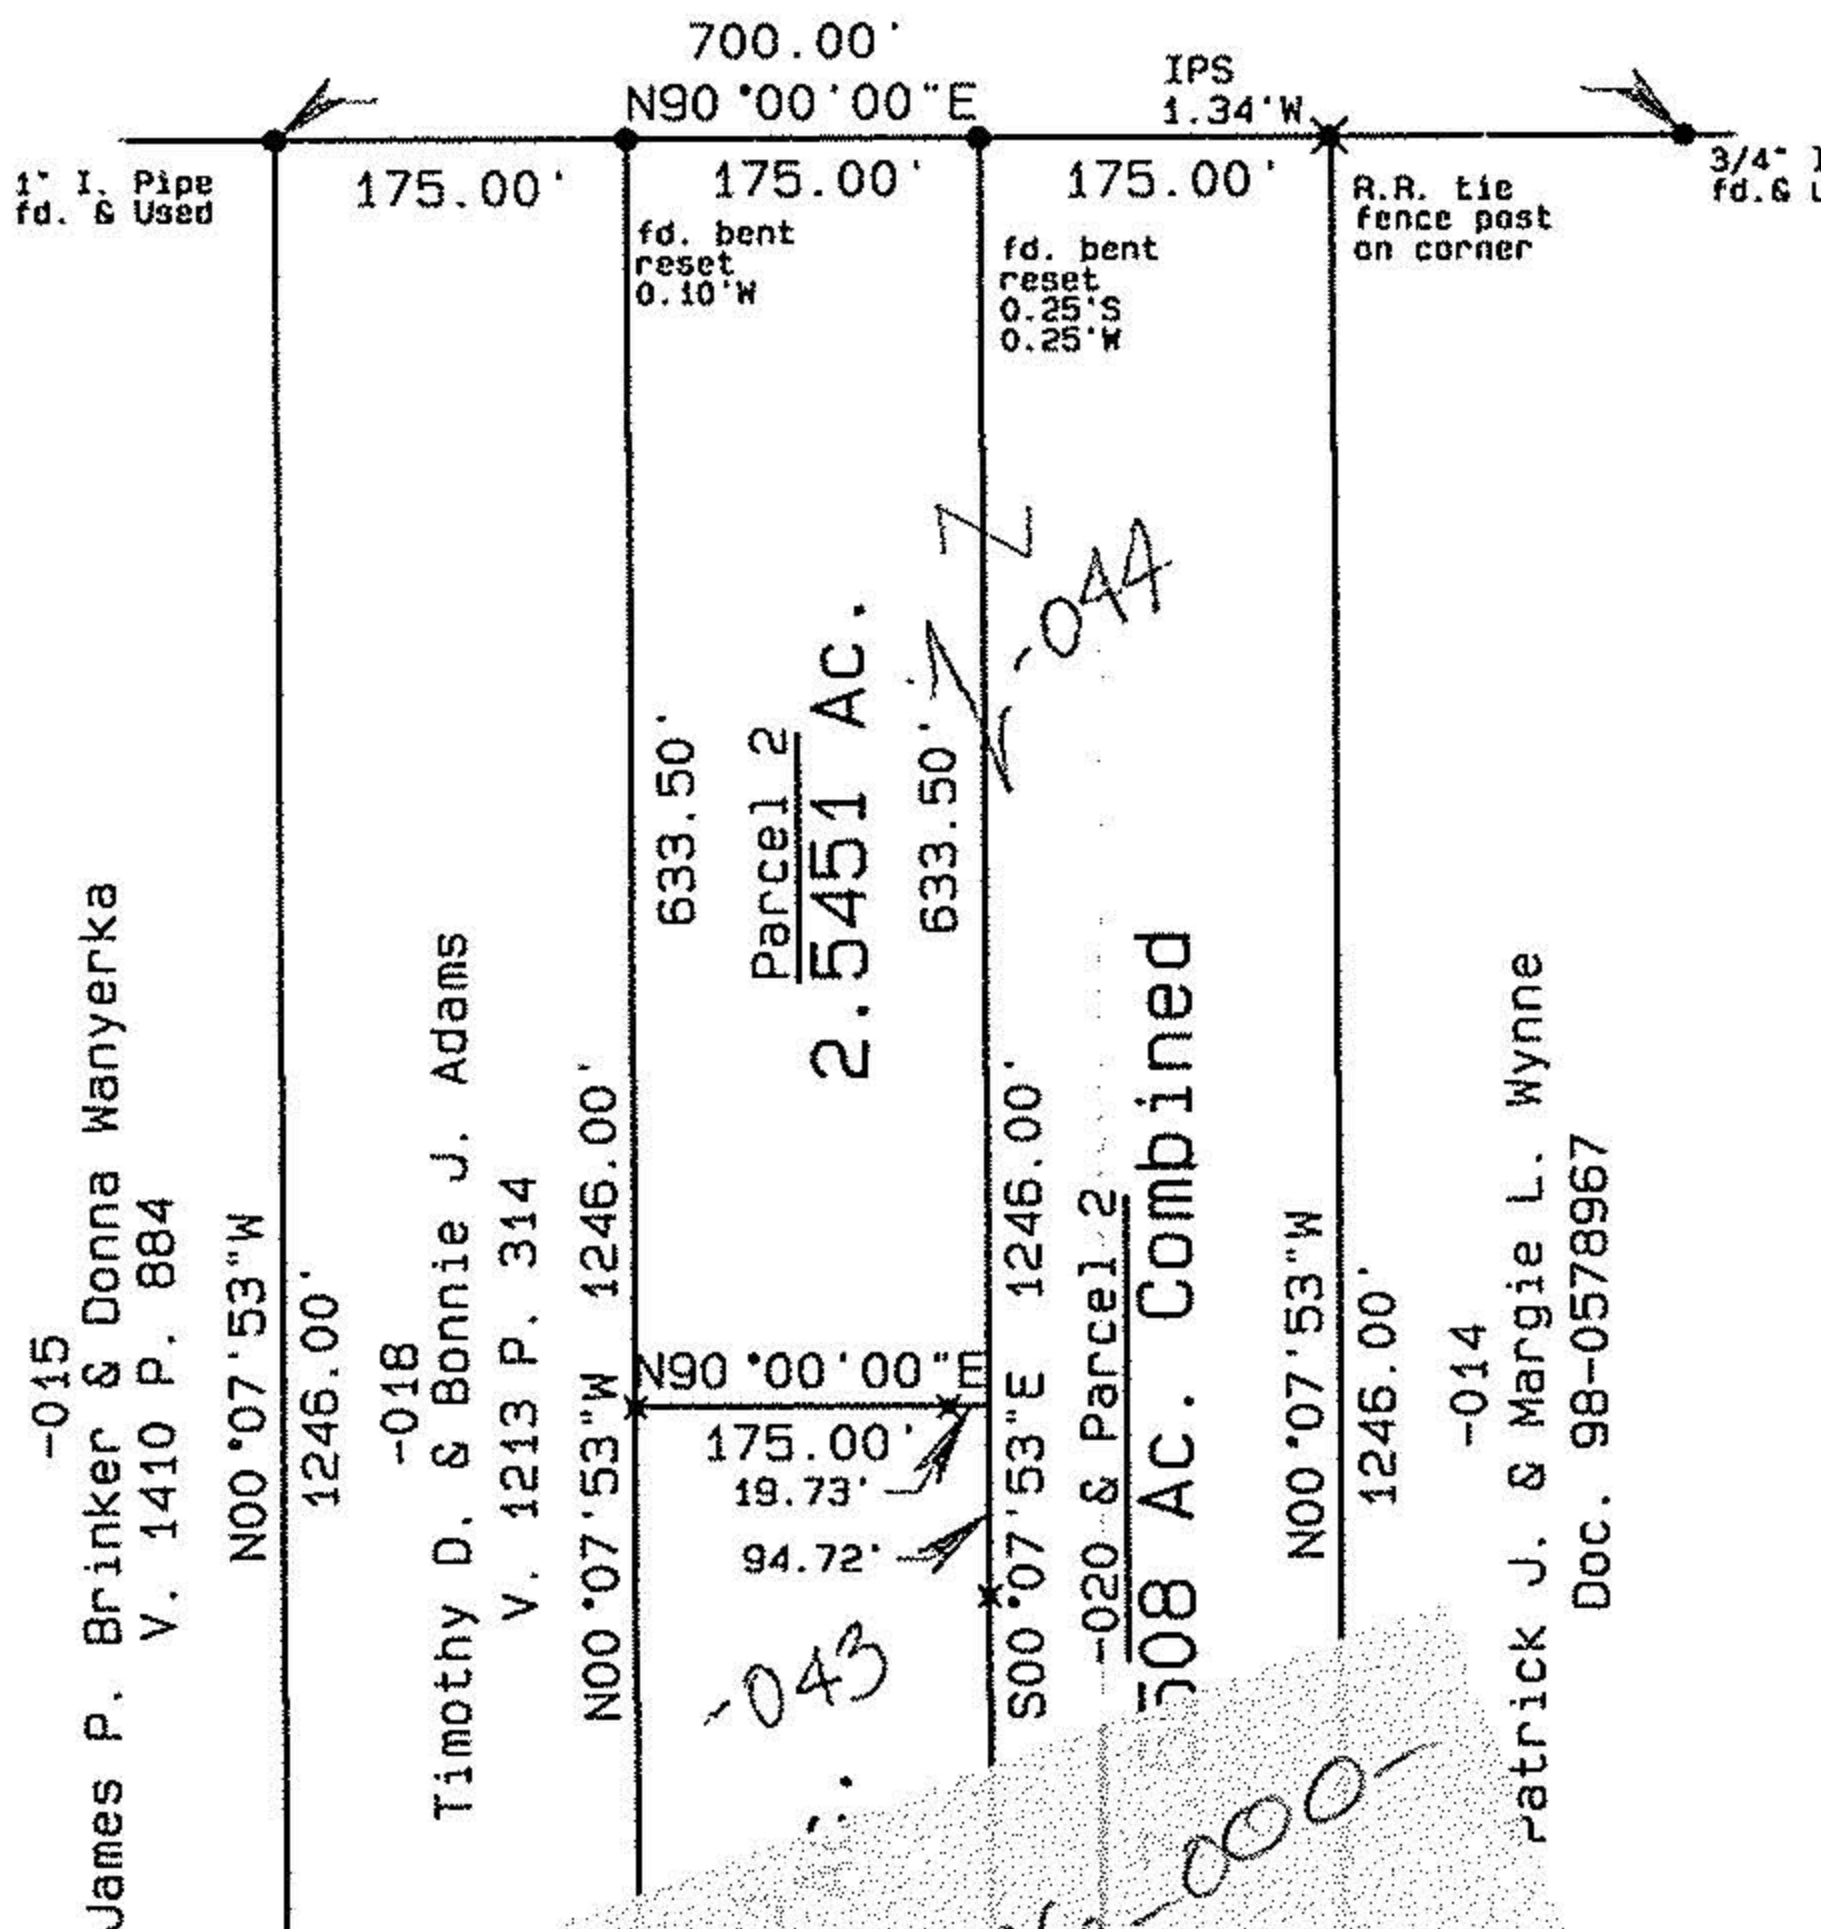 700.00'
N90°00'00"E
IPS
1.34'W
1" I. Pipe
fd. & Used
175.00'
175.00'
175.00'
R.R. tie
fence post
on corner
3/4"
fd.&
fd. bent
reset
0.10'W
fd. bent
reset
0.25'S
0.25'W
-044
633.50'
Parcel 2
2.5451 Ac.
633.50'
-015
James P. Brinker & Donna Wanyerka
V. 1410 P. 884
N00°07'53"W
1246.00'
-018
Timothy D. & Bonnie J. Adams
V. 1213 P. 314
N00°07'53"W 1246.00'
N90°00'00"E
175.00'
19.73'
94.72'
-043
S00°07'53"E 1246.00'
-020 & Parcel 2
508 Ac. Combined
N00°07'53"W
1246.00'
-014
Patrick J. & Margie L. Wynne
Doc. 98-0578967
-000-